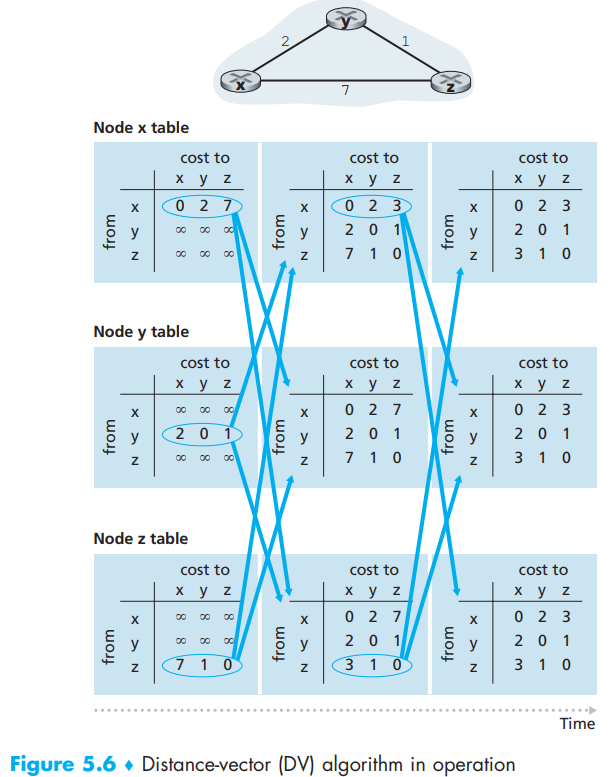 y
2 1
x z
7
Node x table
cost to cost to cost to
x y z x y z x y z
from x 0 2 7 from x 0 2 3 from x 0 2 3
y ∞ ∞ ∞ y 2 0 1 y 2 0 1
z ∞ ∞ ∞ z 7 1 0 z 3 1 0
Node y table
cost to cost to cost to
x y z x y z x y z
from x ∞ ∞ ∞ from x 0 2 7 from x 0 2 3
y 2 0 1 y 2 0 1 y 2 0 1
z ∞ ∞ ∞ z 7 1 0 z 3 1 0
Node z table
cost to cost to cost to
x y z x y z x y z
from x ∞ ∞ ∞ from x 0 2 7 from x 0 2 3
y ∞ ∞ ∞ y 2 0 1 y 2 0 1
z 7 1 0 z 3 1 0 z 3 1 0
Time
Figure 5.6 ♦ Distance-vector (DV) algorithm in operation